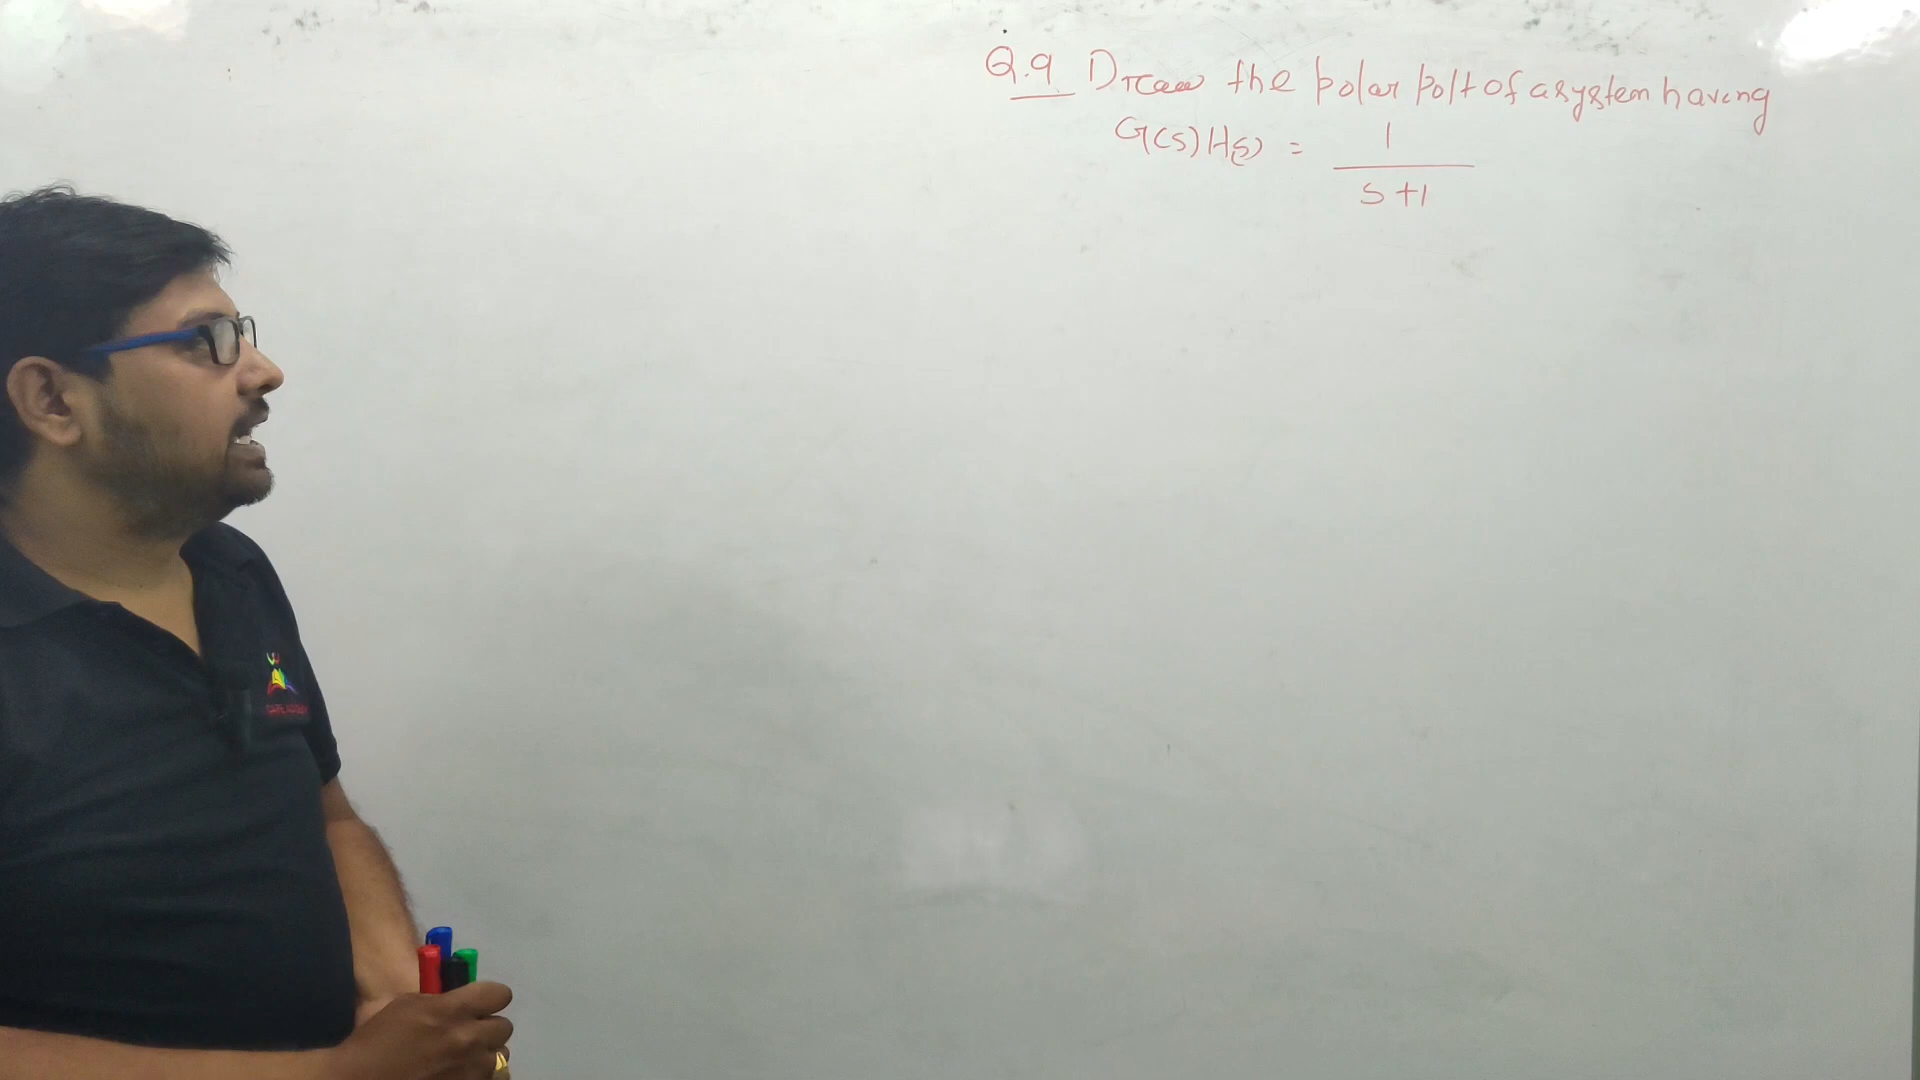 Q.9 Draw the polar polt of a system having
G(s)H(s) = 1
s+1